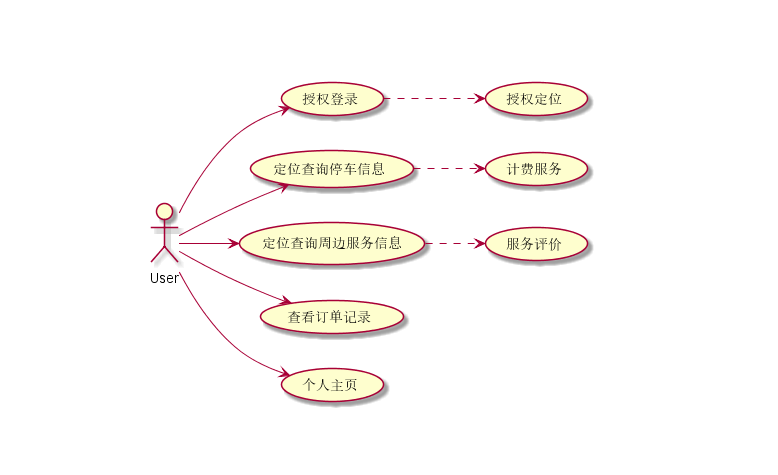 授权登录
授权定位
定位查询停车信息
计费服务
定位查询周边服务信息
服务评价
User
查看订单记录
个人主页